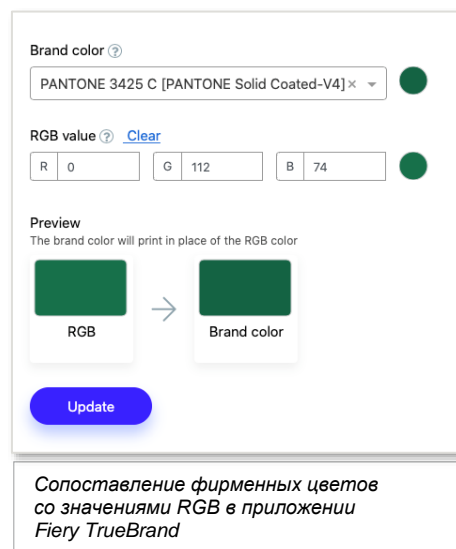 Brand color ?
PANTONE 3425 C [PANTONE Solid Coated-V4] ×
RGB value ? Clear
R 0 G 112 B 74
Preview
The brand color will print in place of the RGB color
RGB → Brand color
Update
Сопоставление фирменных цветов
со значениями RGB в приложении
Fiery TrueBrand